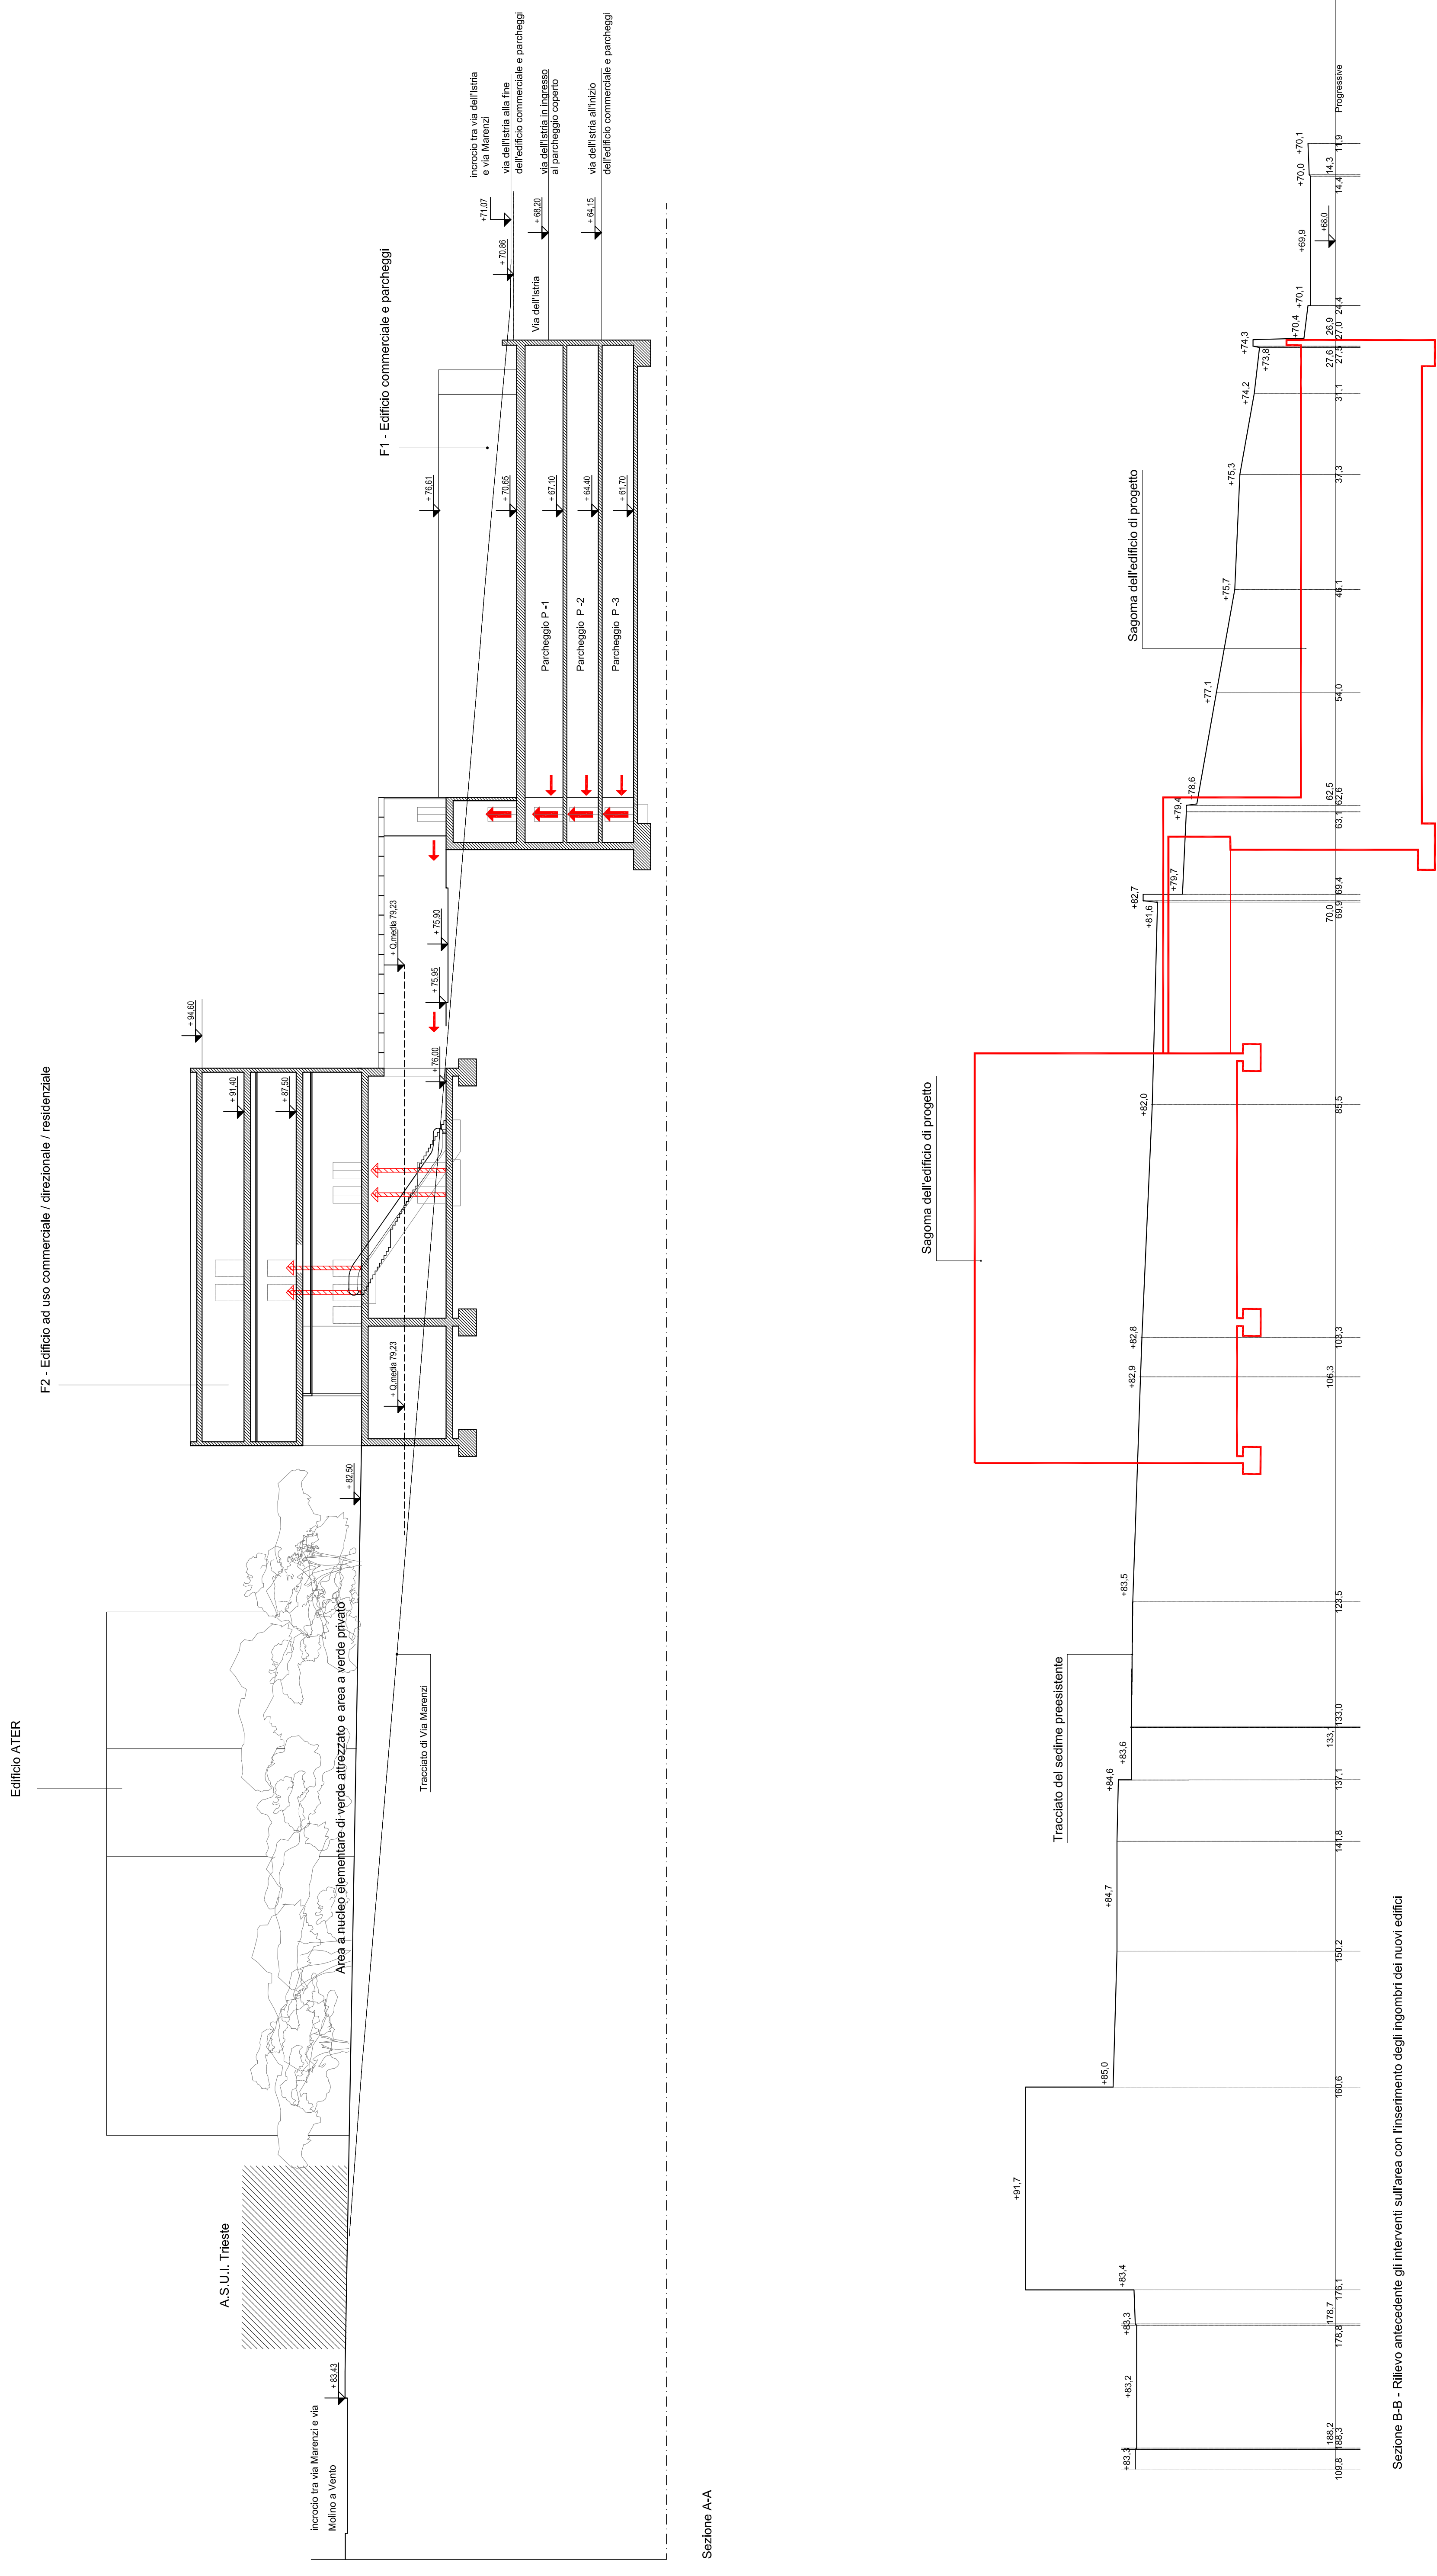 Edificio ATER
F2 - Edificio ad uso commerciale / direzionale / residenziale
F1 - Edificio commerciale e parcheggi
A.S.U.I. Trieste
incrocio tra via Marenzi e via
Molino a Vento
+ 83,43
Area a nucleo elementare di verde attrezzato e area a verde privato
Tracciato di Via Marenzi
+ 82,50
+ Q.media 79,23
+ 94,60
+ 91,40
+ 87,50
+ 76,00
+ 75,95
+ 75,90
+ Q.media 79,23
+ 76,61
+ 70,65
+ 67,10
+ 64,40
+ 61,70
Parcheggio P -1
Parcheggio P -2
Parcheggio P -3
Via dell'Istria
+71,07
+ 70,86
+ 68,20
+ 64,15
incrocio tra via dell'Istria
e via Marenzi
via dell'Istria alla fine
dell'edificio commerciale e parcheggi
via dell'Istria in ingresso
al parcheggio coperto
via dell'Istria all'inizio
dell'edificio commerciale e parcheggi
Sezione A-A
Sagoma dell'edificio di progetto
Tracciato del sedime preesistente
Sagoma dell'edificio di progetto
+83,3
+83,2
+83,3
+83,4
+91,7
+85,0
+84,7
+84,6
+83,6
+83,5
+82,9
+82,8
+82,0
+81,6
+82,7
+79,7
+79,4
+78,6
+77,1
+75,7
+75,3
+74,2
+73,8
+74,3
+70,4
+70,1
+69,9
+70,0
+70,1
+68,0
109,8
188,3
188,2
178,8
178,7
176,1
160,6
150,2
141,8
137,1
133,1
133,0
123,5
106,3
103,3
85,5
70,0
69,9
69,4
63,1
62,6
62,5
54,0
46,1
37,3
31,1
27,6
27,5
27,0
26,9
24,4
14,4
14,3
11,9
Progressive
Sezione B-B - Rilievo antecedente gli interventi sull'area con l'inserimento degli ingombri dei nuovi edifici